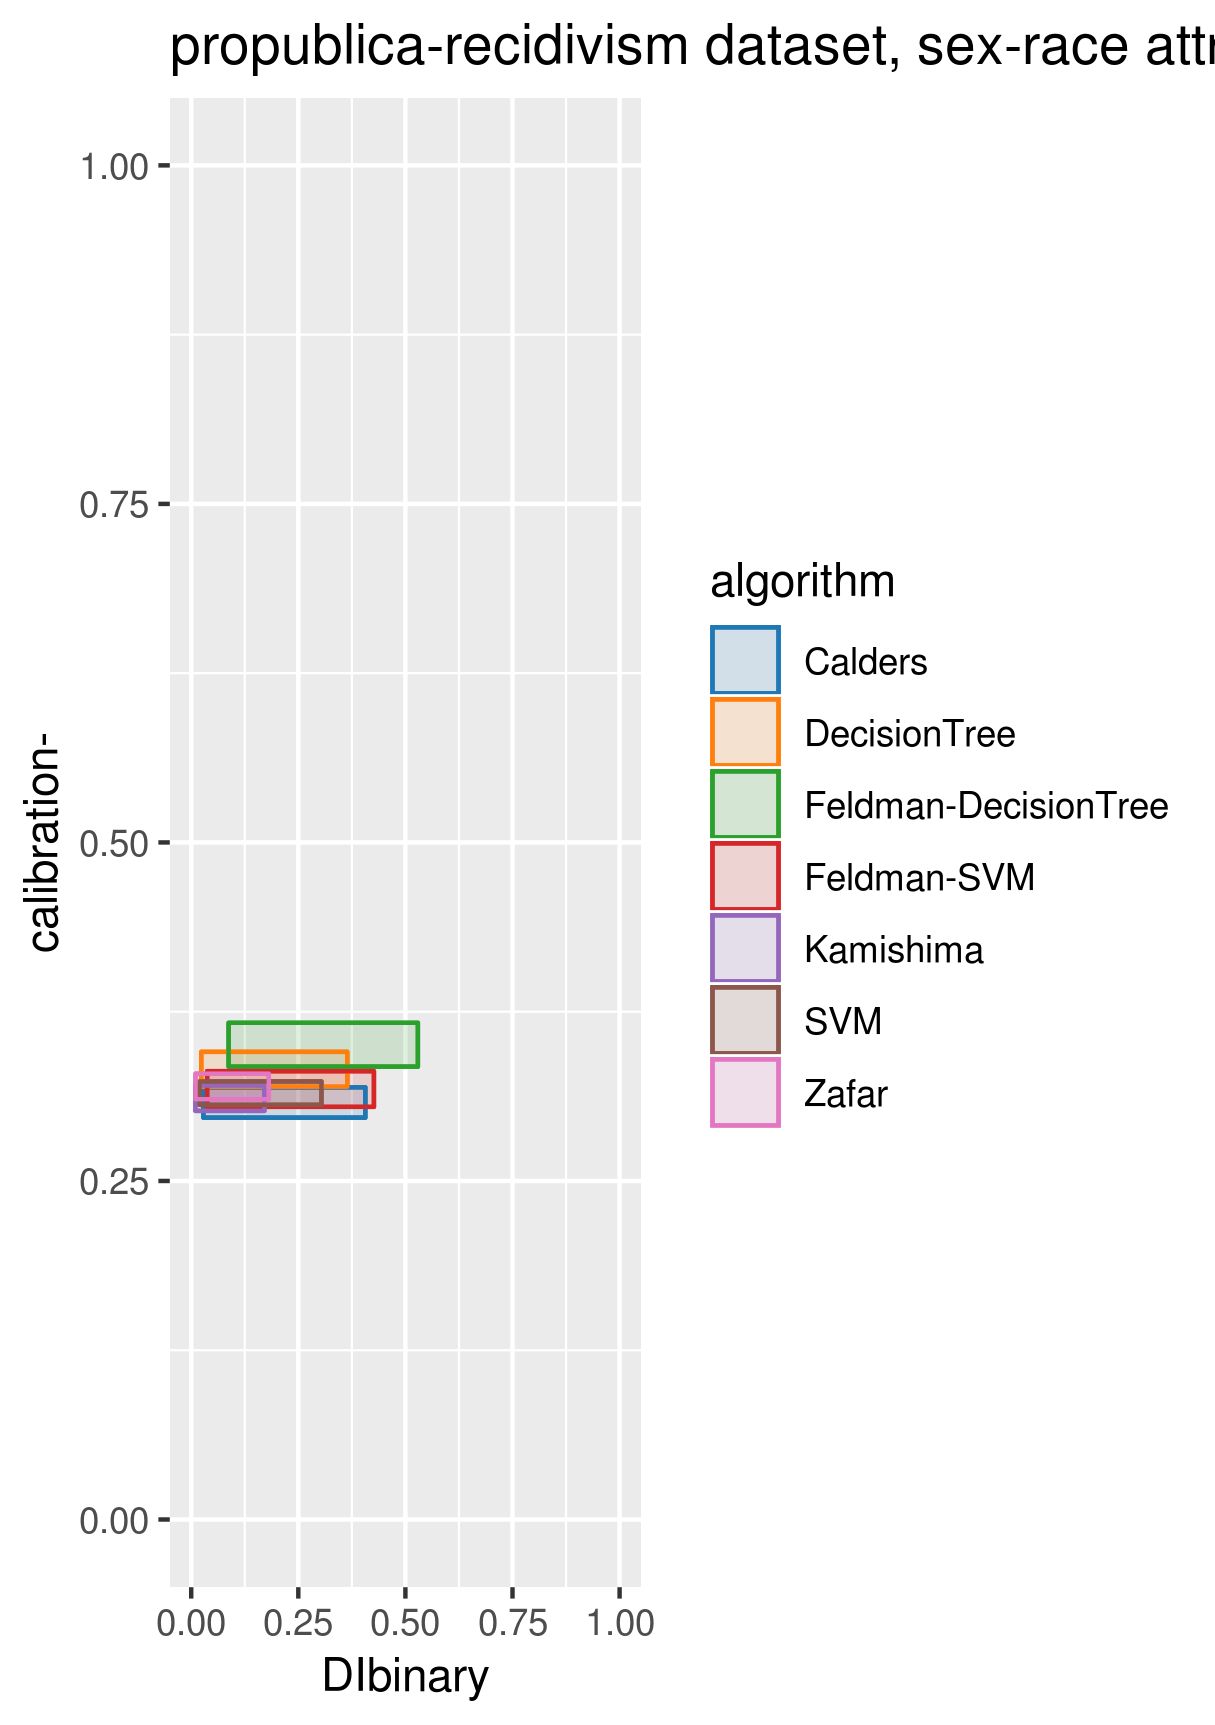 propublica-recidivism dataset, sex-race
1.00
0.75
0.50
0.25
0.00
calibration-
0.00 0.25 0.50 0.75 1.00
DIbinary
algorithm
Calders
DecisionTree
Feldman-DecisionTree
Feldman-SVM
Kamishima
SVM
Zafar